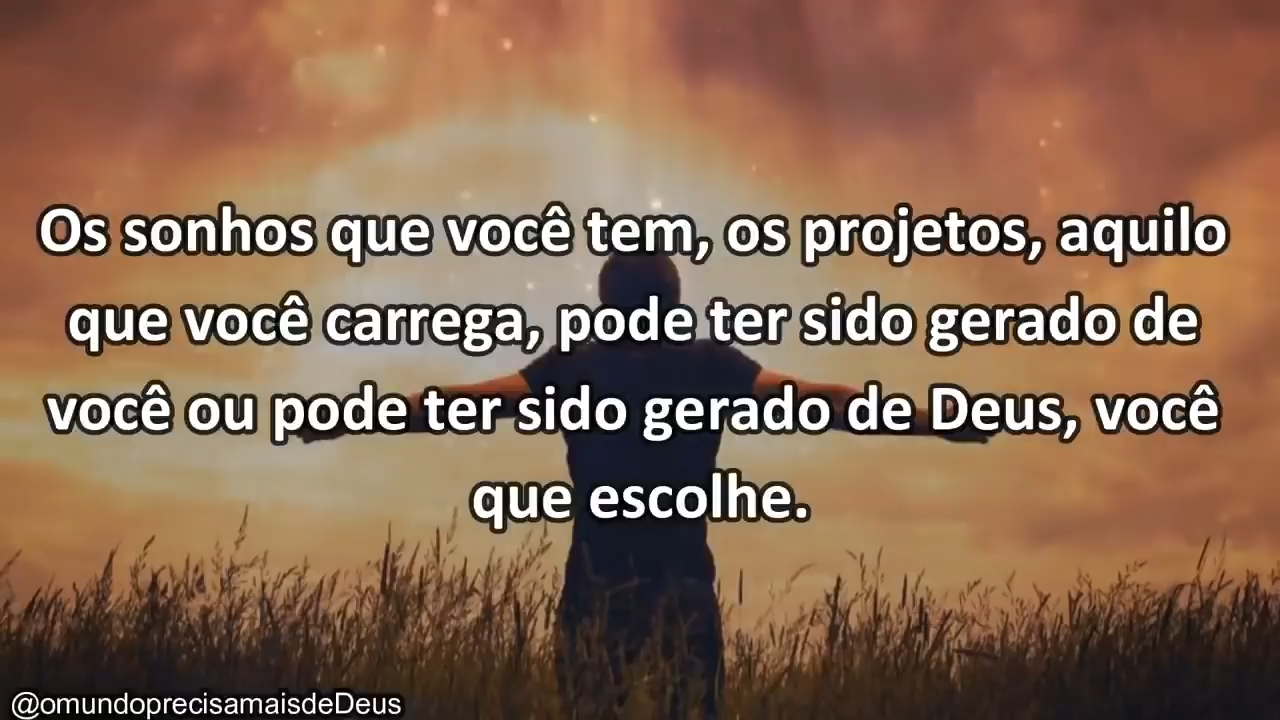 Os sonhos que você tem, os projetos, aquilo
que você carrega, pode ter sido gerado de
você ou pode ter sido gerado de Deus, você
que escolhe.
@omundoprecisamaisdeDeus